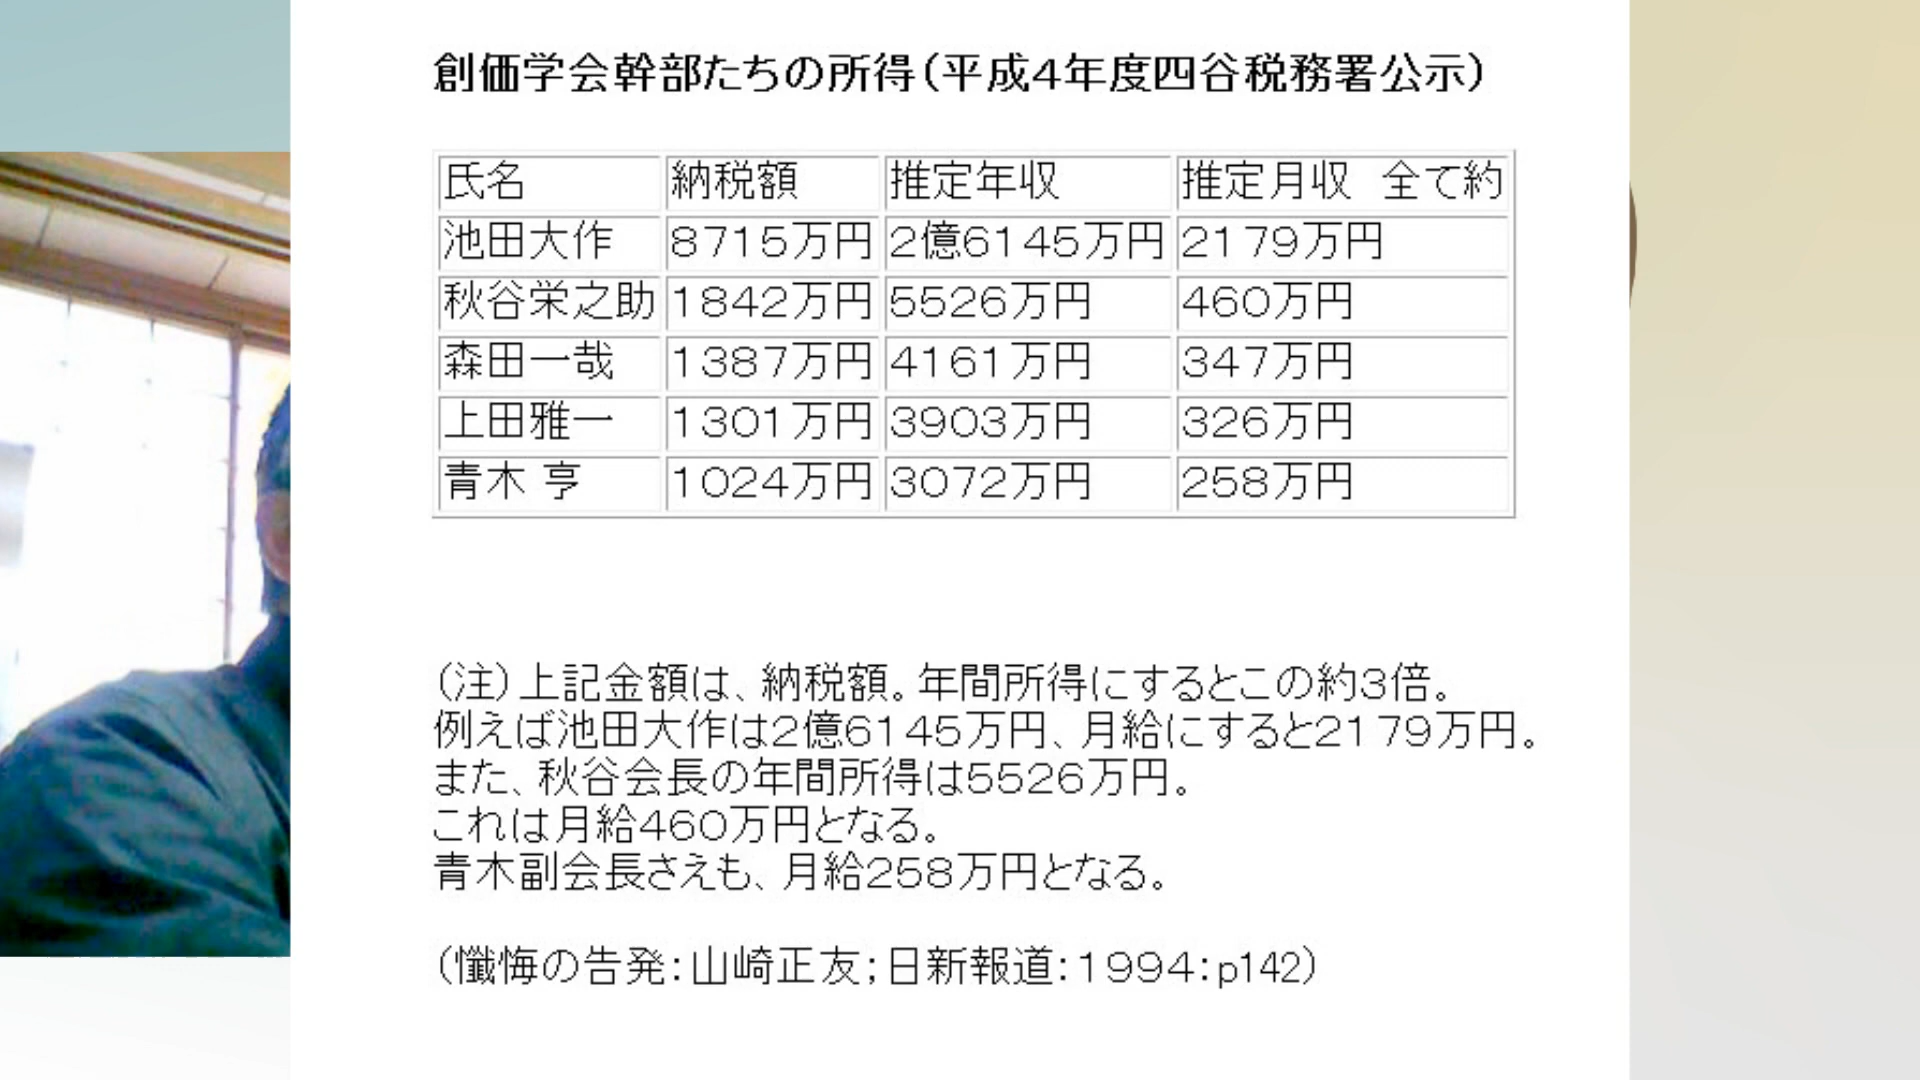 創価学会幹部たちの所得(平成4年度四谷税務署公示)
氏名 納税額 推定年収 推定月収　全て約
池田大作 8715万円 2億6145万円 2179万円
秋谷栄之助 1842万円 5526万円 460万円
森田一哉 1387万円 4161万円 347万円
上田雅一 1301万円 3903万円 326万円
青木 亨 1024万円 3072万円 258万円
(注)上記金額は、納税額。年間所得にするとこの約3倍。
例えば池田大作は2億6145万円、月給にすると2179万円。
また、秋谷会長の年間所得は5526万円。
これは月給460万円となる。
青木副会長さえも、月給258万円となる。
(懺悔の告発:山崎正友;日新報道:1994:p142)